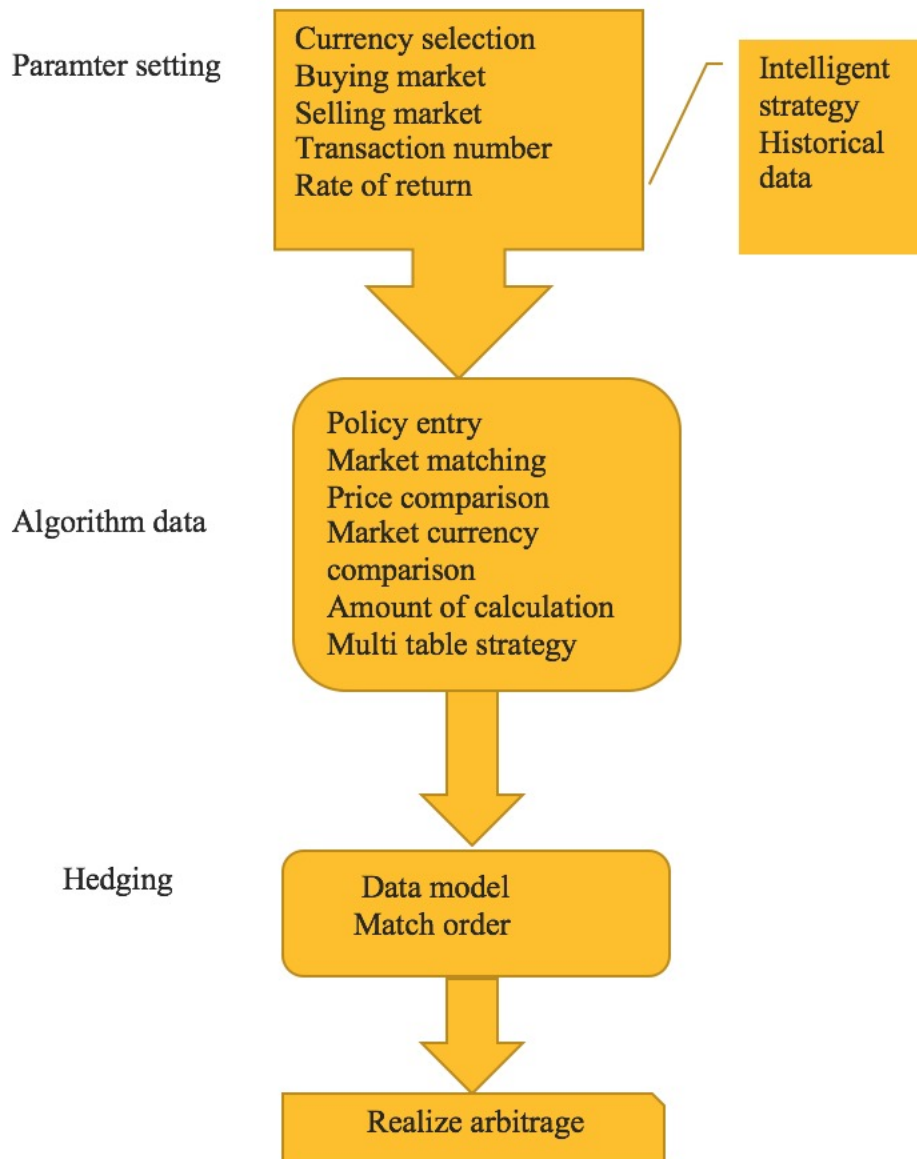 Paramter setting
Currency selection
Buying market
Selling market
Transaction number
Rate of return
Intelligent
strategy
Historical
data
Algorithm data
Policy entry
Market matching
Price comparison
Market currency
comparison
Amount of calculation
Multi table strategy
Hedging
Data model
Match order
Realize arbitrage